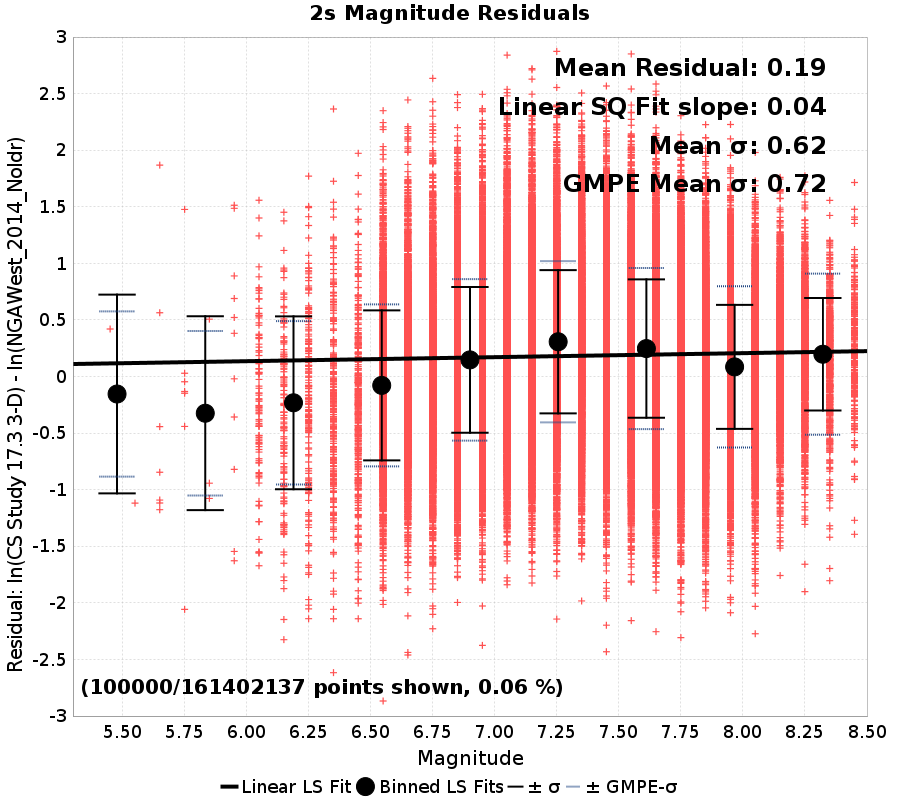 2s Magnitude Residuals
Residual: ln(CS Study 17.3 3-D) - ln(NGAWest_2014_NoIdr)
3
2.5
2
1.5
1
0.5
0
-0.5
-1
-1.5
-2
-2.5
-3
Mean Residual: 0.19
Linear SQ Fit slope: 0.04
Mean σ: 0.62
GMPE Mean σ: 0.72
(100000/161402137 points shown, 0.06 %)
5.50 5.75 6.00 6.25 6.50 6.75 7.00 7.25 7.50 7.75 8.00 8.25 8.50
Magnitude
Linear LS Fit Binned LS Fits ± σ ± GMPE-σ